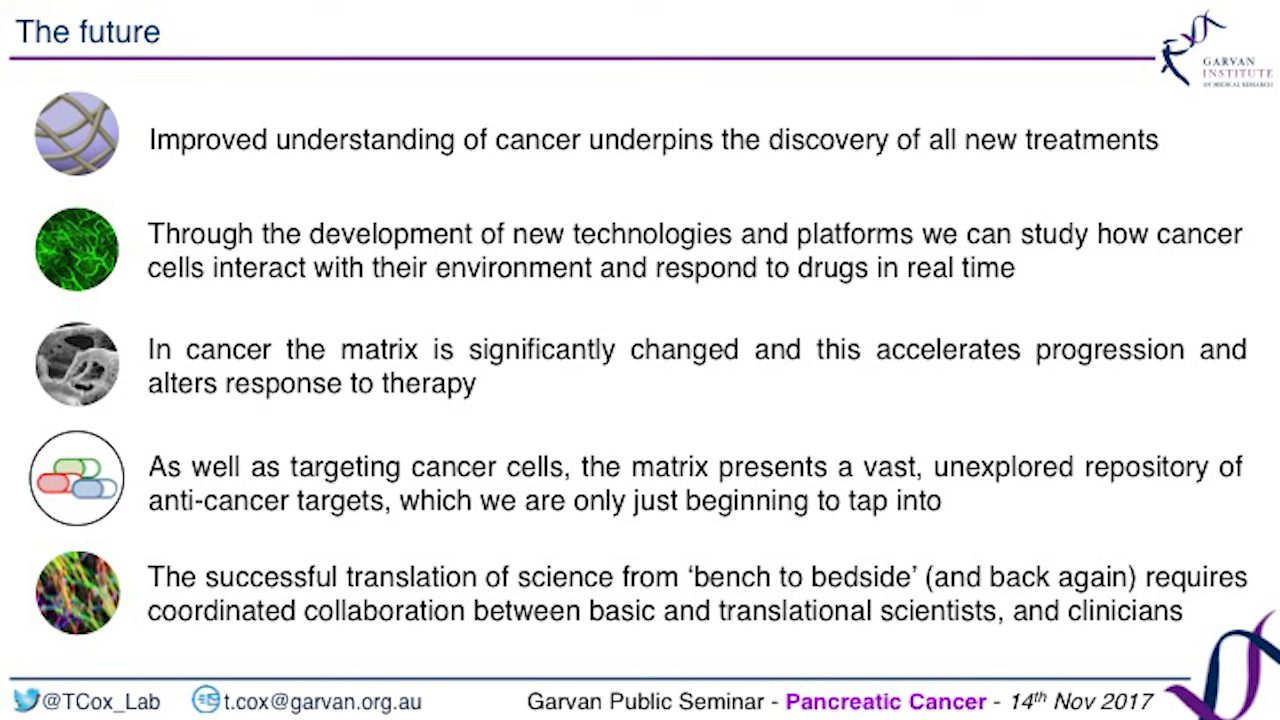 The future
GARVAN
INSTITUTE
OF MEDICAL RESEARCH
Improved understanding of cancer underpins the discovery of all new treatments
Through the development of new technologies and platforms we can study how cancer
cells interact with their environment and respond to drugs in real time
In cancer the matrix is significantly changed and this accelerates progression and
alters response to therapy
As well as targeting cancer cells, the matrix presents a vast, unexplored repository of
anti-cancer targets, which we are only just beginning to tap into
The successful translation of science from ‘bench to bedside’ (and back again) requires
coordinated collaboration between basic and translational scientists, and clinicians
@TCox_Lab t.cox@garvan.org.au Garvan Public Seminar - Pancreatic Cancer - 14th Nov 2017